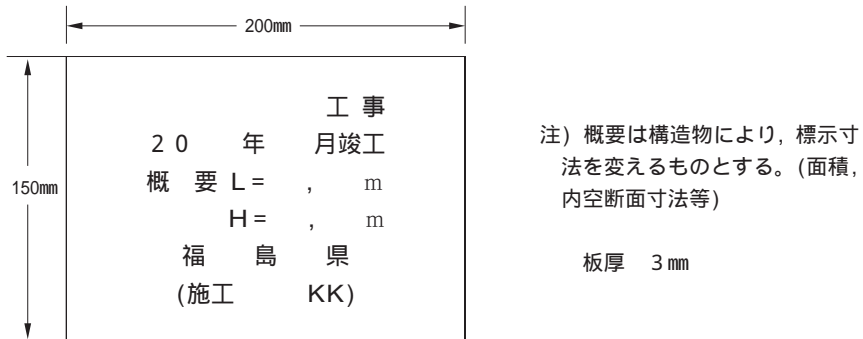 200mm
150mm
工 事
２０　年　月竣工
概 要 Ｌ＝　，　ｍ
Ｈ＝　，　ｍ
福　島　県
(施工　ＫＫ)
注) 概要は構造物により, 標示寸
法を変えるものとする。(面積,
内空断面寸法等)
板厚　3㎜